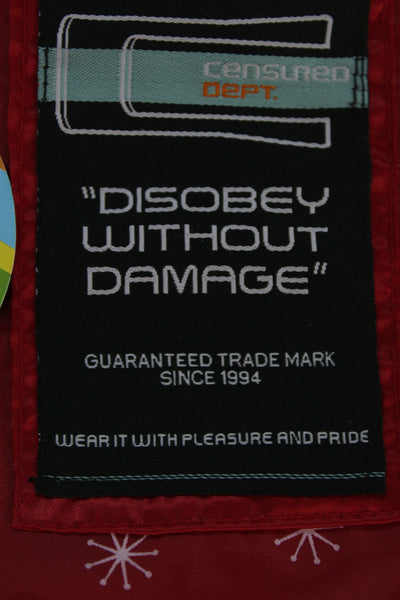 censured
DEPT.
"DISOBEY
WITHOUT
DAMAGE"
GUARANTEED TRADE MARK
SINCE 1994
WEAR IT WITH PLEASURE AND PRIDE